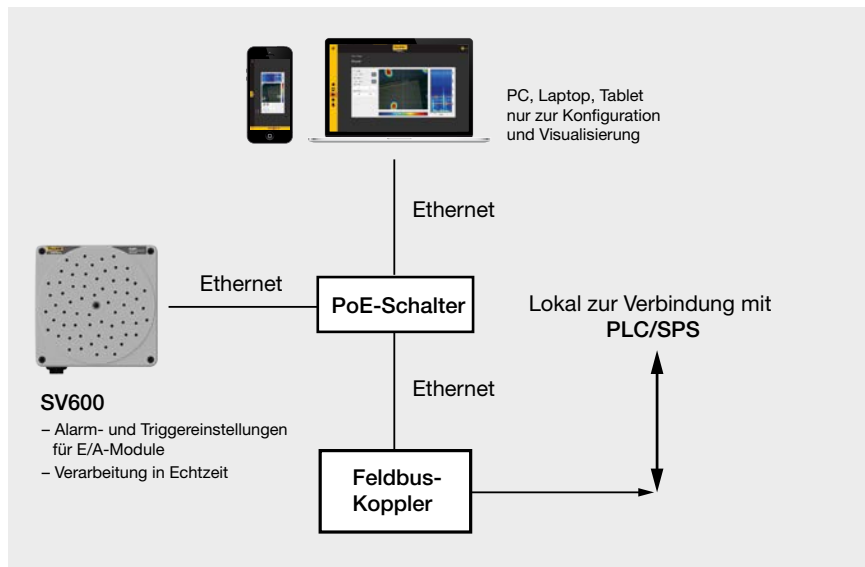 PC, Laptop, Tablet
nur zur Konfiguration
und Visualisierung
Ethernet
Ethernet
PoE-Schalter
Lokal zur Verbindung mit
PLC/SPS
Ethernet
SV600
– Alarm- und Triggereinstellungen
für E/A-Module
– Verarbeitung in Echtzeit
Feldbus-
Koppler